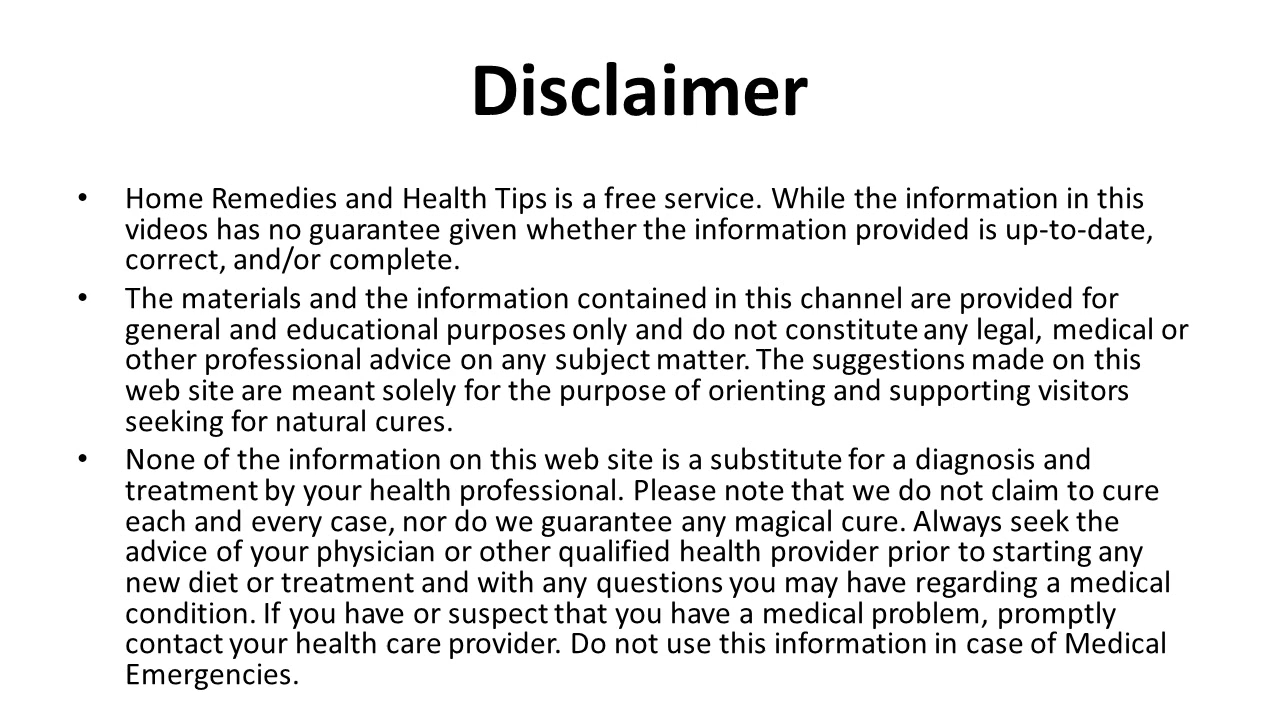 Disclaimer
• Home Remedies and Health Tips is a free service. While the information in this
videos has no guarantee given whether the information provided is up-to-date,
correct, and/or complete.
• The materials and the information contained in this channel are provided for
general and educational purposes only and do not constitute any legal, medical or
other professional advice on any subject matter. The suggestions made on this
web site are meant solely for the purpose of orienting and supporting visitors
seeking for natural cures.
• None of the information on this web site is a substitute for a diagnosis and
treatment by your health professional. Please note that we do not claim to cure
each and every case, nor do we guarantee any magical cure. Always seek the
advice of your physician or other qualified health provider prior to starting any
new diet or treatment and with any questions you may have regarding a medical
condition. If you have or suspect that you have a medical problem, promptly
contact your health care provider. Do not use this information in case of Medical
Emergencies.